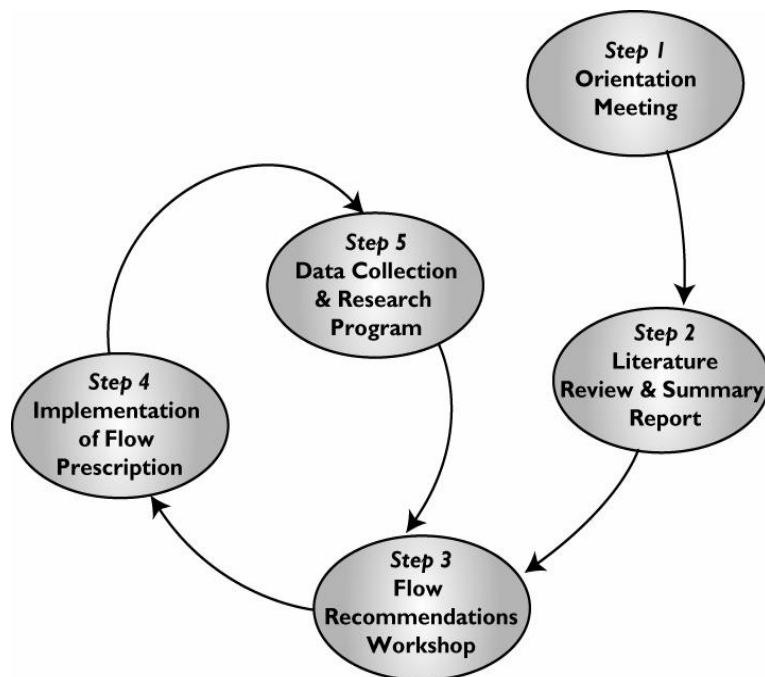 Step 1
Orientation
Meeting
Step 2
Literature
Review & Summary
Report
Step 3
Flow
Recommendations
Workshop
Step 4
Implementation
of Flow
Prescription
Step 5
Data Collection
& Research
Program